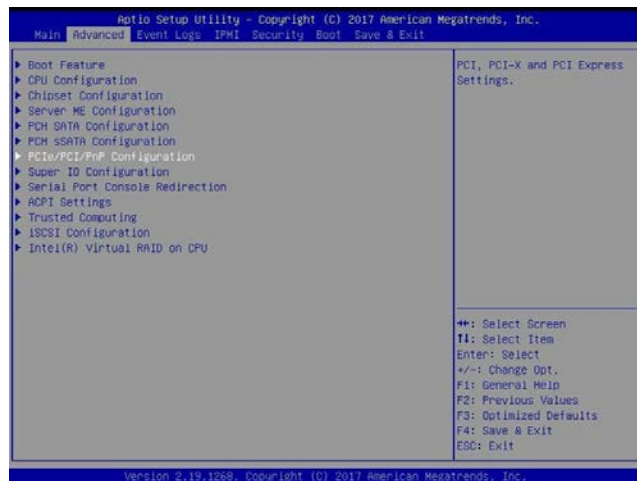 Aptio Setup Utility - Copyright (C) 2017 American Megatrends, Inc.
Main Advanced Event Logs IPMI Security Boot Save & Exit
▶ Boot Feature
▶ CPU Configuration
▶ Chipset Configuration
▶ Server ME Configuration
▶ PCH SATA Configuration
▶ PCH sSATA Configuration
▶ PCIe/PCI/PnP Configuration
▶ Super IO Configuration
▶ Serial Port Console Redirection
▶ ACPI Settings
▶ Trusted Computing
▶ iSCSI Configuration
▶ Intel(R) Virtual RAID on CPU
PCI, PCI-X and PCI Express
Settings.
→←: Select Screen
↑↓: Select Item
Enter: Select
+/-: Change Opt.
F1: General Help
F2: Previous Values
F3: Optimized Defaults
F4: Save & Exit
ESC: Exit
Version 2.19.1268. Copyright (C) 2017 American Megatrends, Inc.